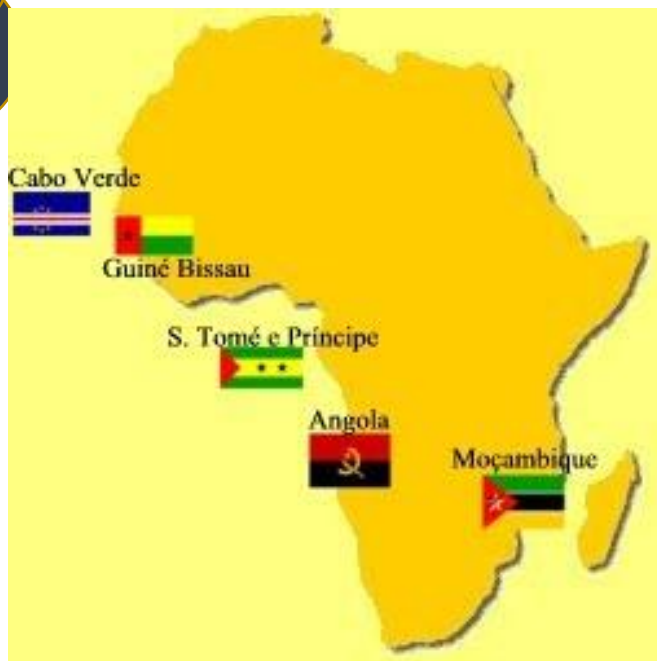 Cabo Verde
Guiné Bissau
S. Tomé e Príncipe
Angola
Moçambique